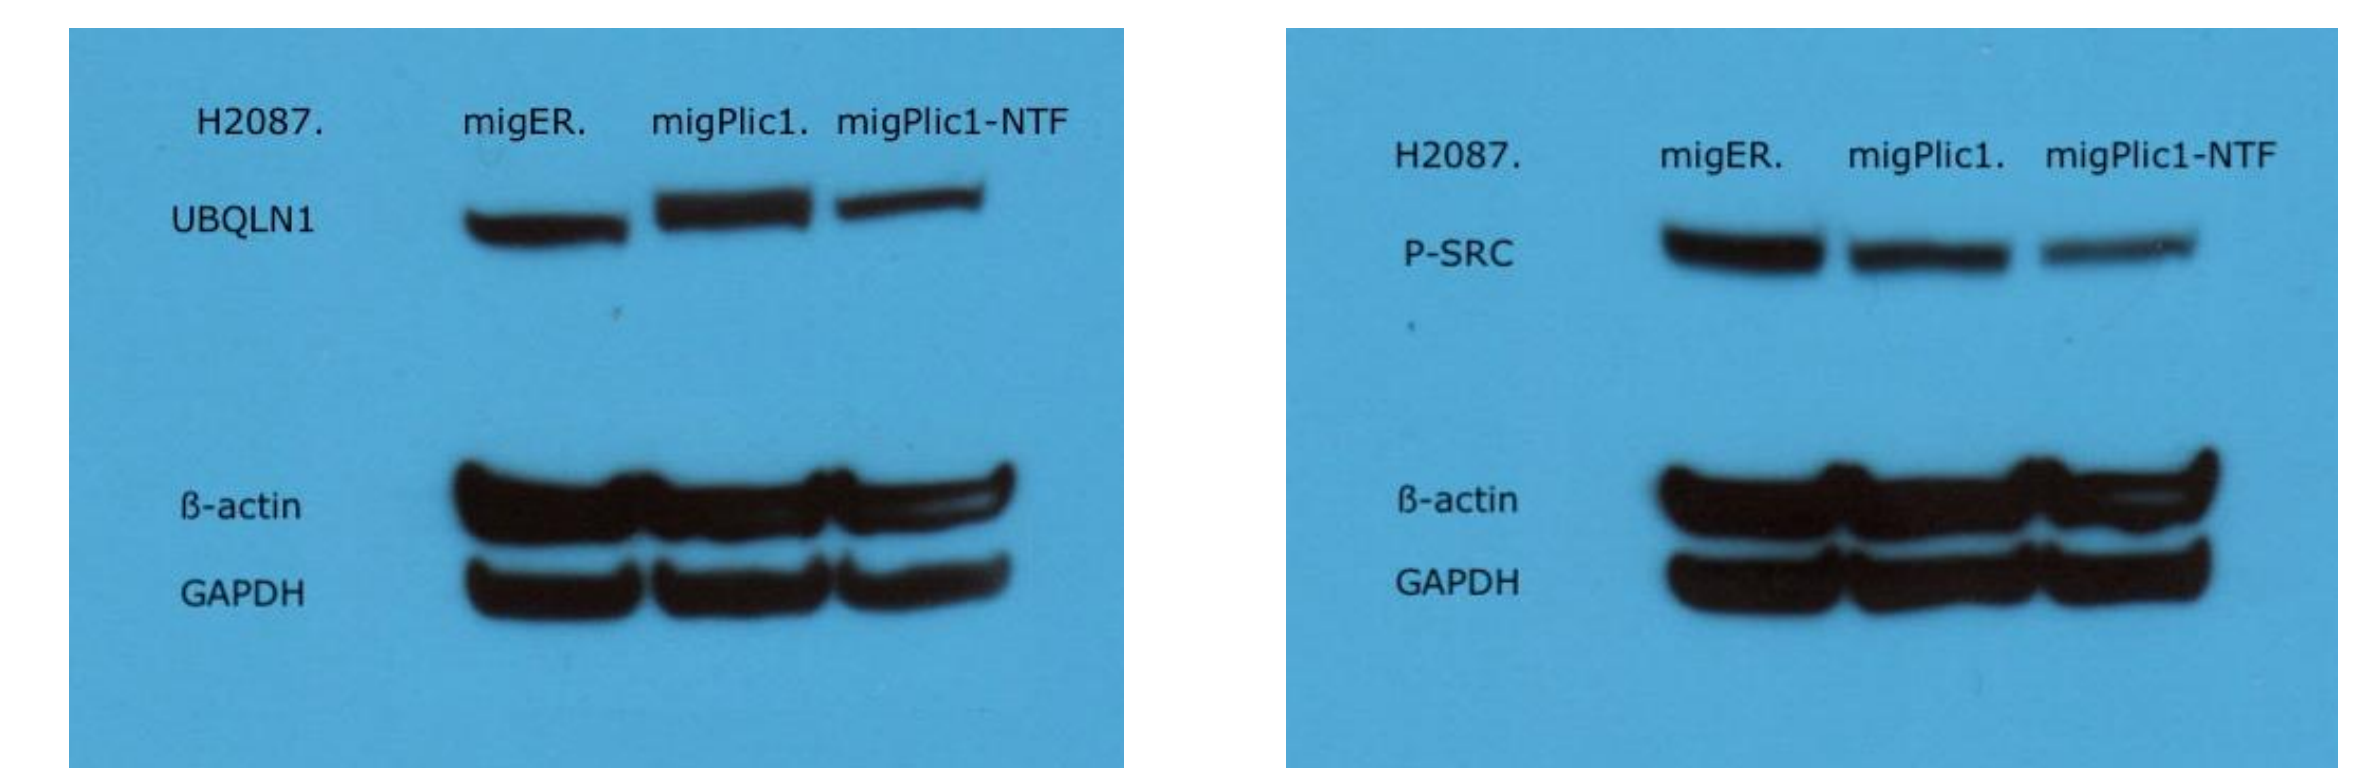 H2087. migER. migPlic1. migPlic1-NTF
UBQLN1
ß-actin
GAPDH
H2087. migER. migPlic1. migPlic1-NTF
P-SRC
ß-actin
GAPDH